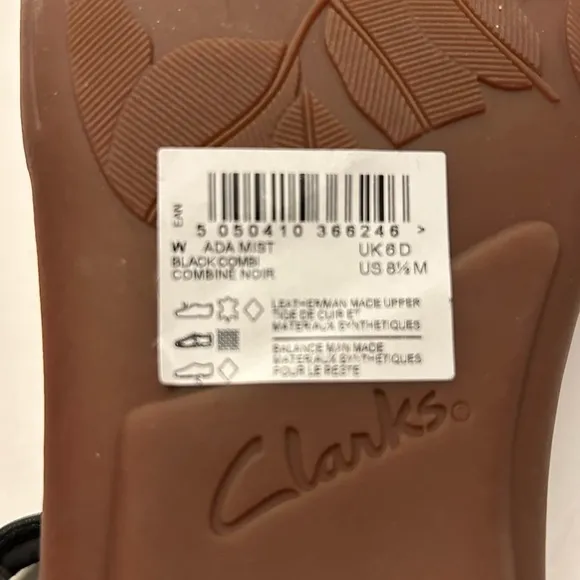 EAN
5 050410 366246 >
W ADA MIST UK 6 D
BLACK COMBI US 8½ M
COMBINE NOIR
LEATHER/MAN MADE UPPER
TIGE DE CUIR ET
MATERIAUX SYNTHETIQUES
BALANCE MAN MADE
MATERIAUX SYNTHETIQUES
POUR LE RESTE
Clarks®